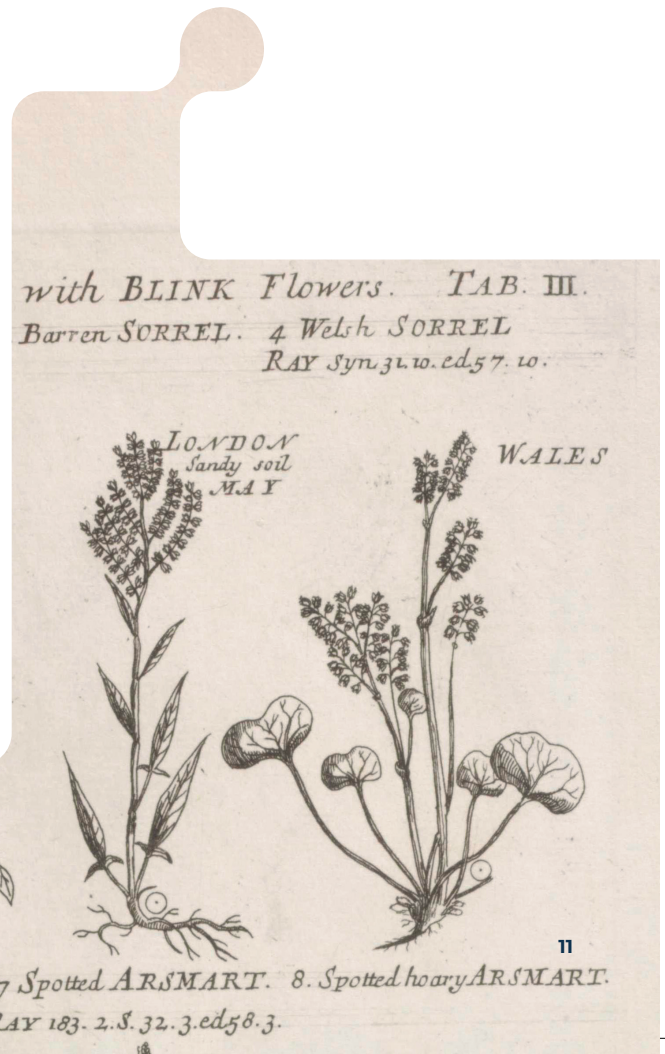 with BLINK Flowers. TAB. III.
Barren SORREL. 4 Welsh SORREL
RAY Syn 31.10. ed 57. 10.
LONDON
Sandy soil
MAY
WALES
11
7 Spotted ARSMART. 8. Spotted hoary ARSMART.
RAY 183. 2. S. 32. 3. ed 58. 3.